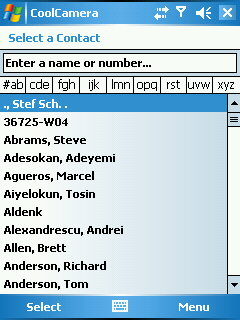 CoolCamera
Select a Contact
Enter a name or number...
#ab cde fgh ijk lmn opq rst uvw xyz
., Stef Sch. .
36725-W04
Abrams, Steve
Adesokan, Adeyemi
Agueros, Marcel
Aiyelokun, Tosin
Aldenk
Alexandrescu, Andrei
Allen, Brett
Anderson, Richard
Anderson, Tom
Select Menu